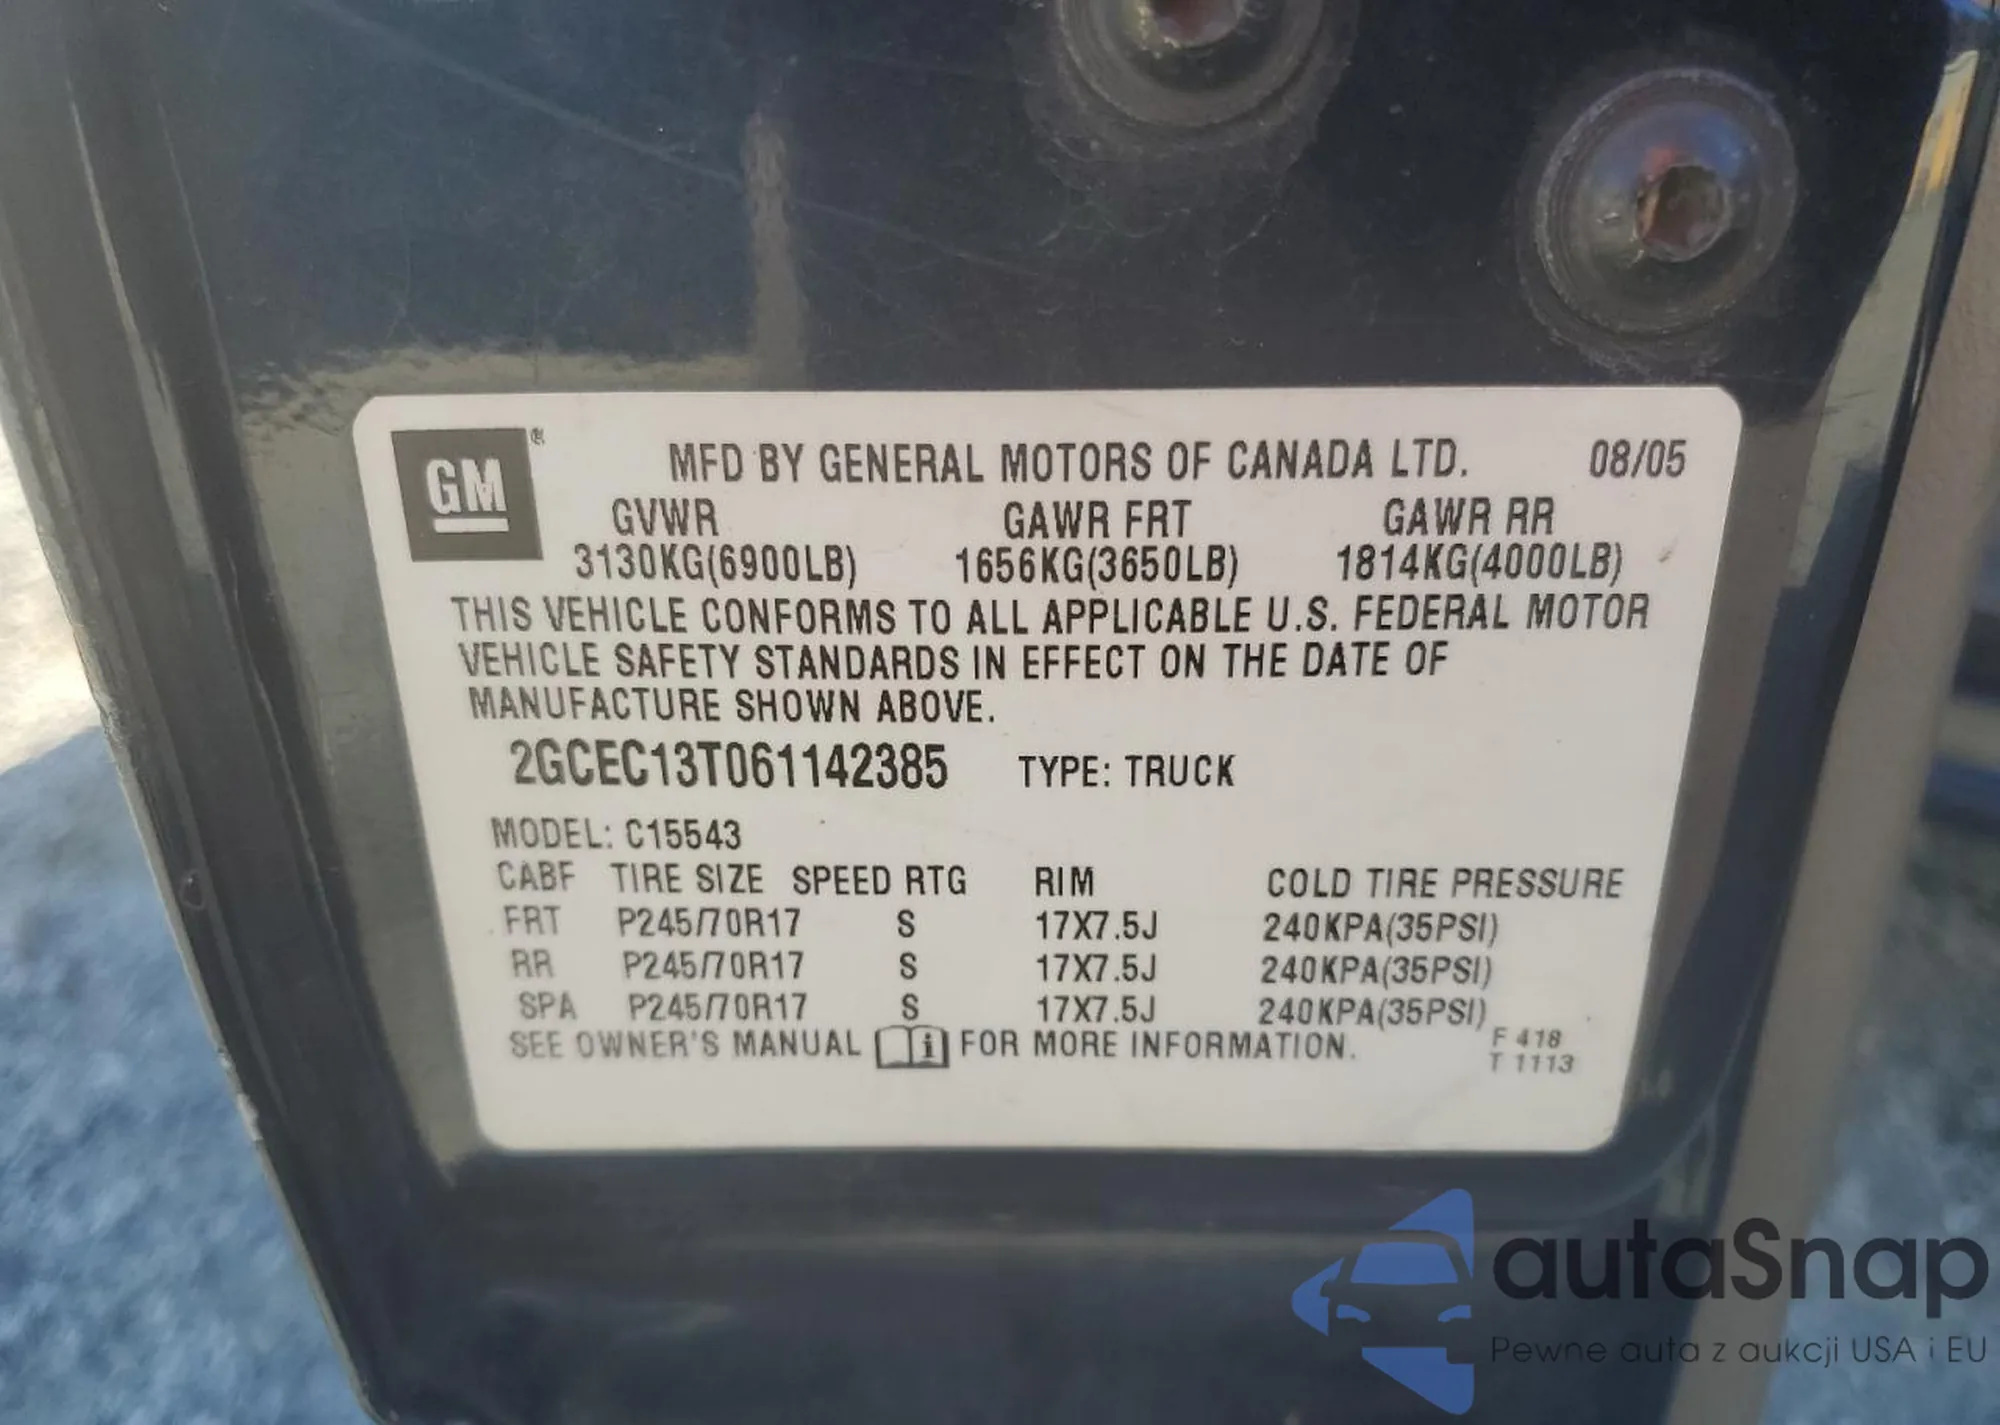 GM®
MFD BY GENERAL MOTORS OF CANADA LTD. 08/05
GVWR GAWR FRT GAWR RR
3130KG(6900LB) 1656KG(3650LB) 1814KG(4000LB)
THIS VEHICLE CONFORMS TO ALL APPLICABLE U.S. FEDERAL MOTOR
VEHICLE SAFETY STANDARDS IN EFFECT ON THE DATE OF
MANUFACTURE SHOWN ABOVE.
2GCEC13T061142385 TYPE: TRUCK
MODEL: C15543
CABF TIRE SIZE SPEED RTG RIM COLD TIRE PRESSURE
FRT P245/70R17 S 17X7.5J 240KPA(35PSI)
RR P245/70R17 S 17X7.5J 240KPA(35PSI)
SPA P245/70R17 S 17X7.5J 240KPA(35PSI)
SEE OWNER'S MANUAL i FOR MORE INFORMATION.
F 418
T 1113
autaSnap
Pewne auta z aukcji USA i EU